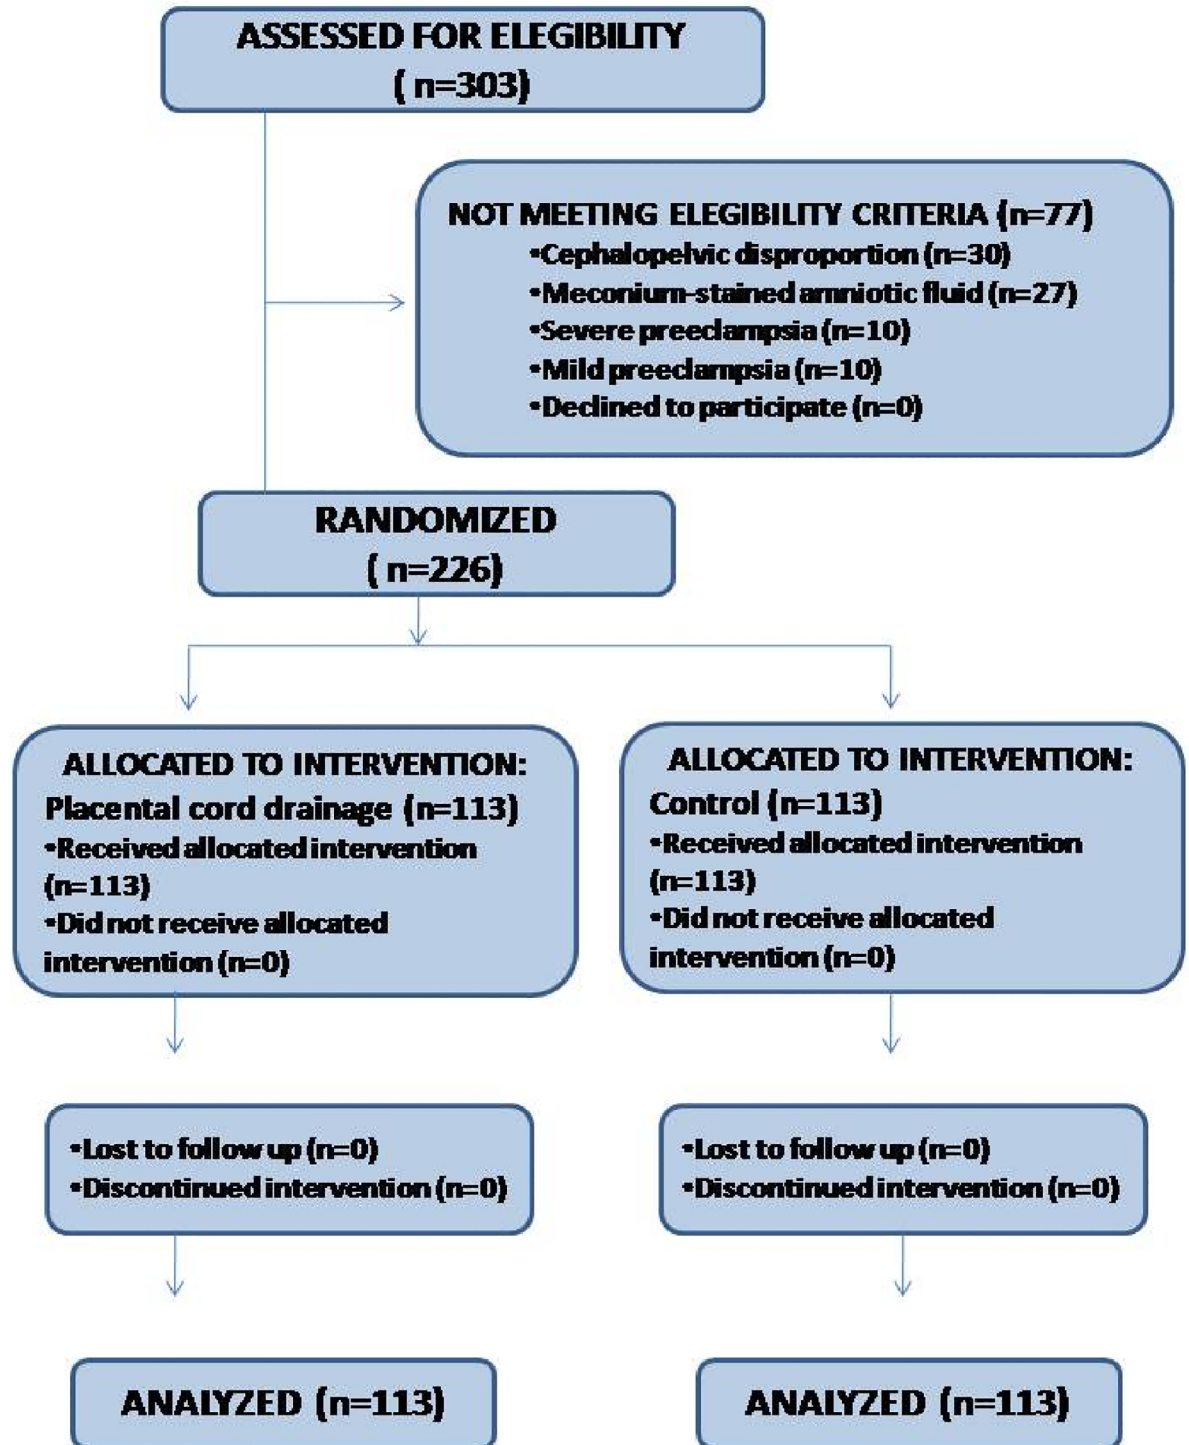 ASSESSED FOR ELEGIBILITY
( n=303)
NOT MEETING ELEGIBILITY CRITERIA (n=77)
•Cephalopelvic disproportion (n=30)
•Meconium-stained amniotic fluid (n=27)
•Severe preeclampsia (n=10)
•Mild preeclampsia (n=10)
•Declined to participate (n=0)
RANDOMIZED
( n=226)
ALLOCATED TO INTERVENTION:
Placental cord drainage (n=113)
•Received allocated intervention
(n=113)
•Did not receive allocated
intervention (n=0)
ALLOCATED TO INTERVENTION:
Control (n=113)
•Received allocated intervention
(n=113)
•Did not receive allocated
intervention (n=0)
•Lost to follow up (n=0)
•Discontinued intervention (n=0)
•Lost to follow up (n=0)
•Discontinued intervention (n=0)
ANALYZED (n=113)
ANALYZED (n=113)